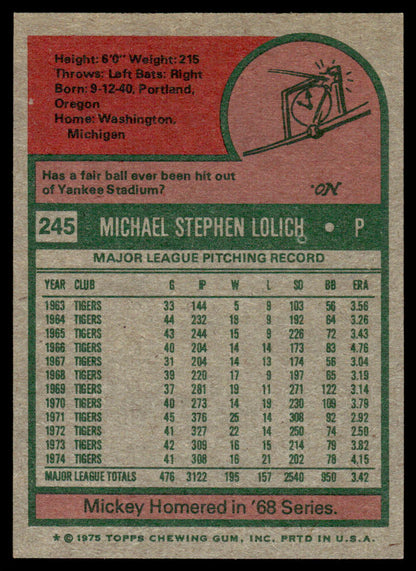 Height: 6'0" Weight: 215
Throws: Left Bats: Right
Born: 9-12-40, Portland,
Oregon
Home: Washington,
Michigen
Has a fair ball ever been hit out
of Yankee Stadium?
No.
245 MICHAEL STEPHEN LOLICH • P
MAJOR LEAGUE PITCHING RECORD
YEAR CLUB G IP W L SO BB ERA
1963 TIGERS 33 144 5 9 103 56 3.56
1964 TIGERS 44 232 18 9 192 64 3.26
1965 TIGERS 43 244 15 9 226 72 3.43
1966 TIGERS 40 204 14 14 173 83 4.76
1967 TIGERS 31 204 14 13 174 56 3.04
1968 TIGERS 39 220 17 9 197 65 3.19
1969 TIGERS 37 281 19 11 271 122 3.14
1970 TIGERS 40 273 14 19 230 109 3.79
1971 TIGERS 45 376 25 14 308 92 2.92
1972 TIGERS 41 327 22 14 250 74 2.50
1973 TIGERS 42 309 16 15 214 79 3.82
1974 TIGERS 41 308 16 21 202 78 4.15
MAJOR LEAGUE TOTALS 476 3122 195 157 2540 950 3.42
Mickey Homered in '68 Series.
* © 1975 TOPPS CHEWING GUM, INC. PRTD IN U.S.A.